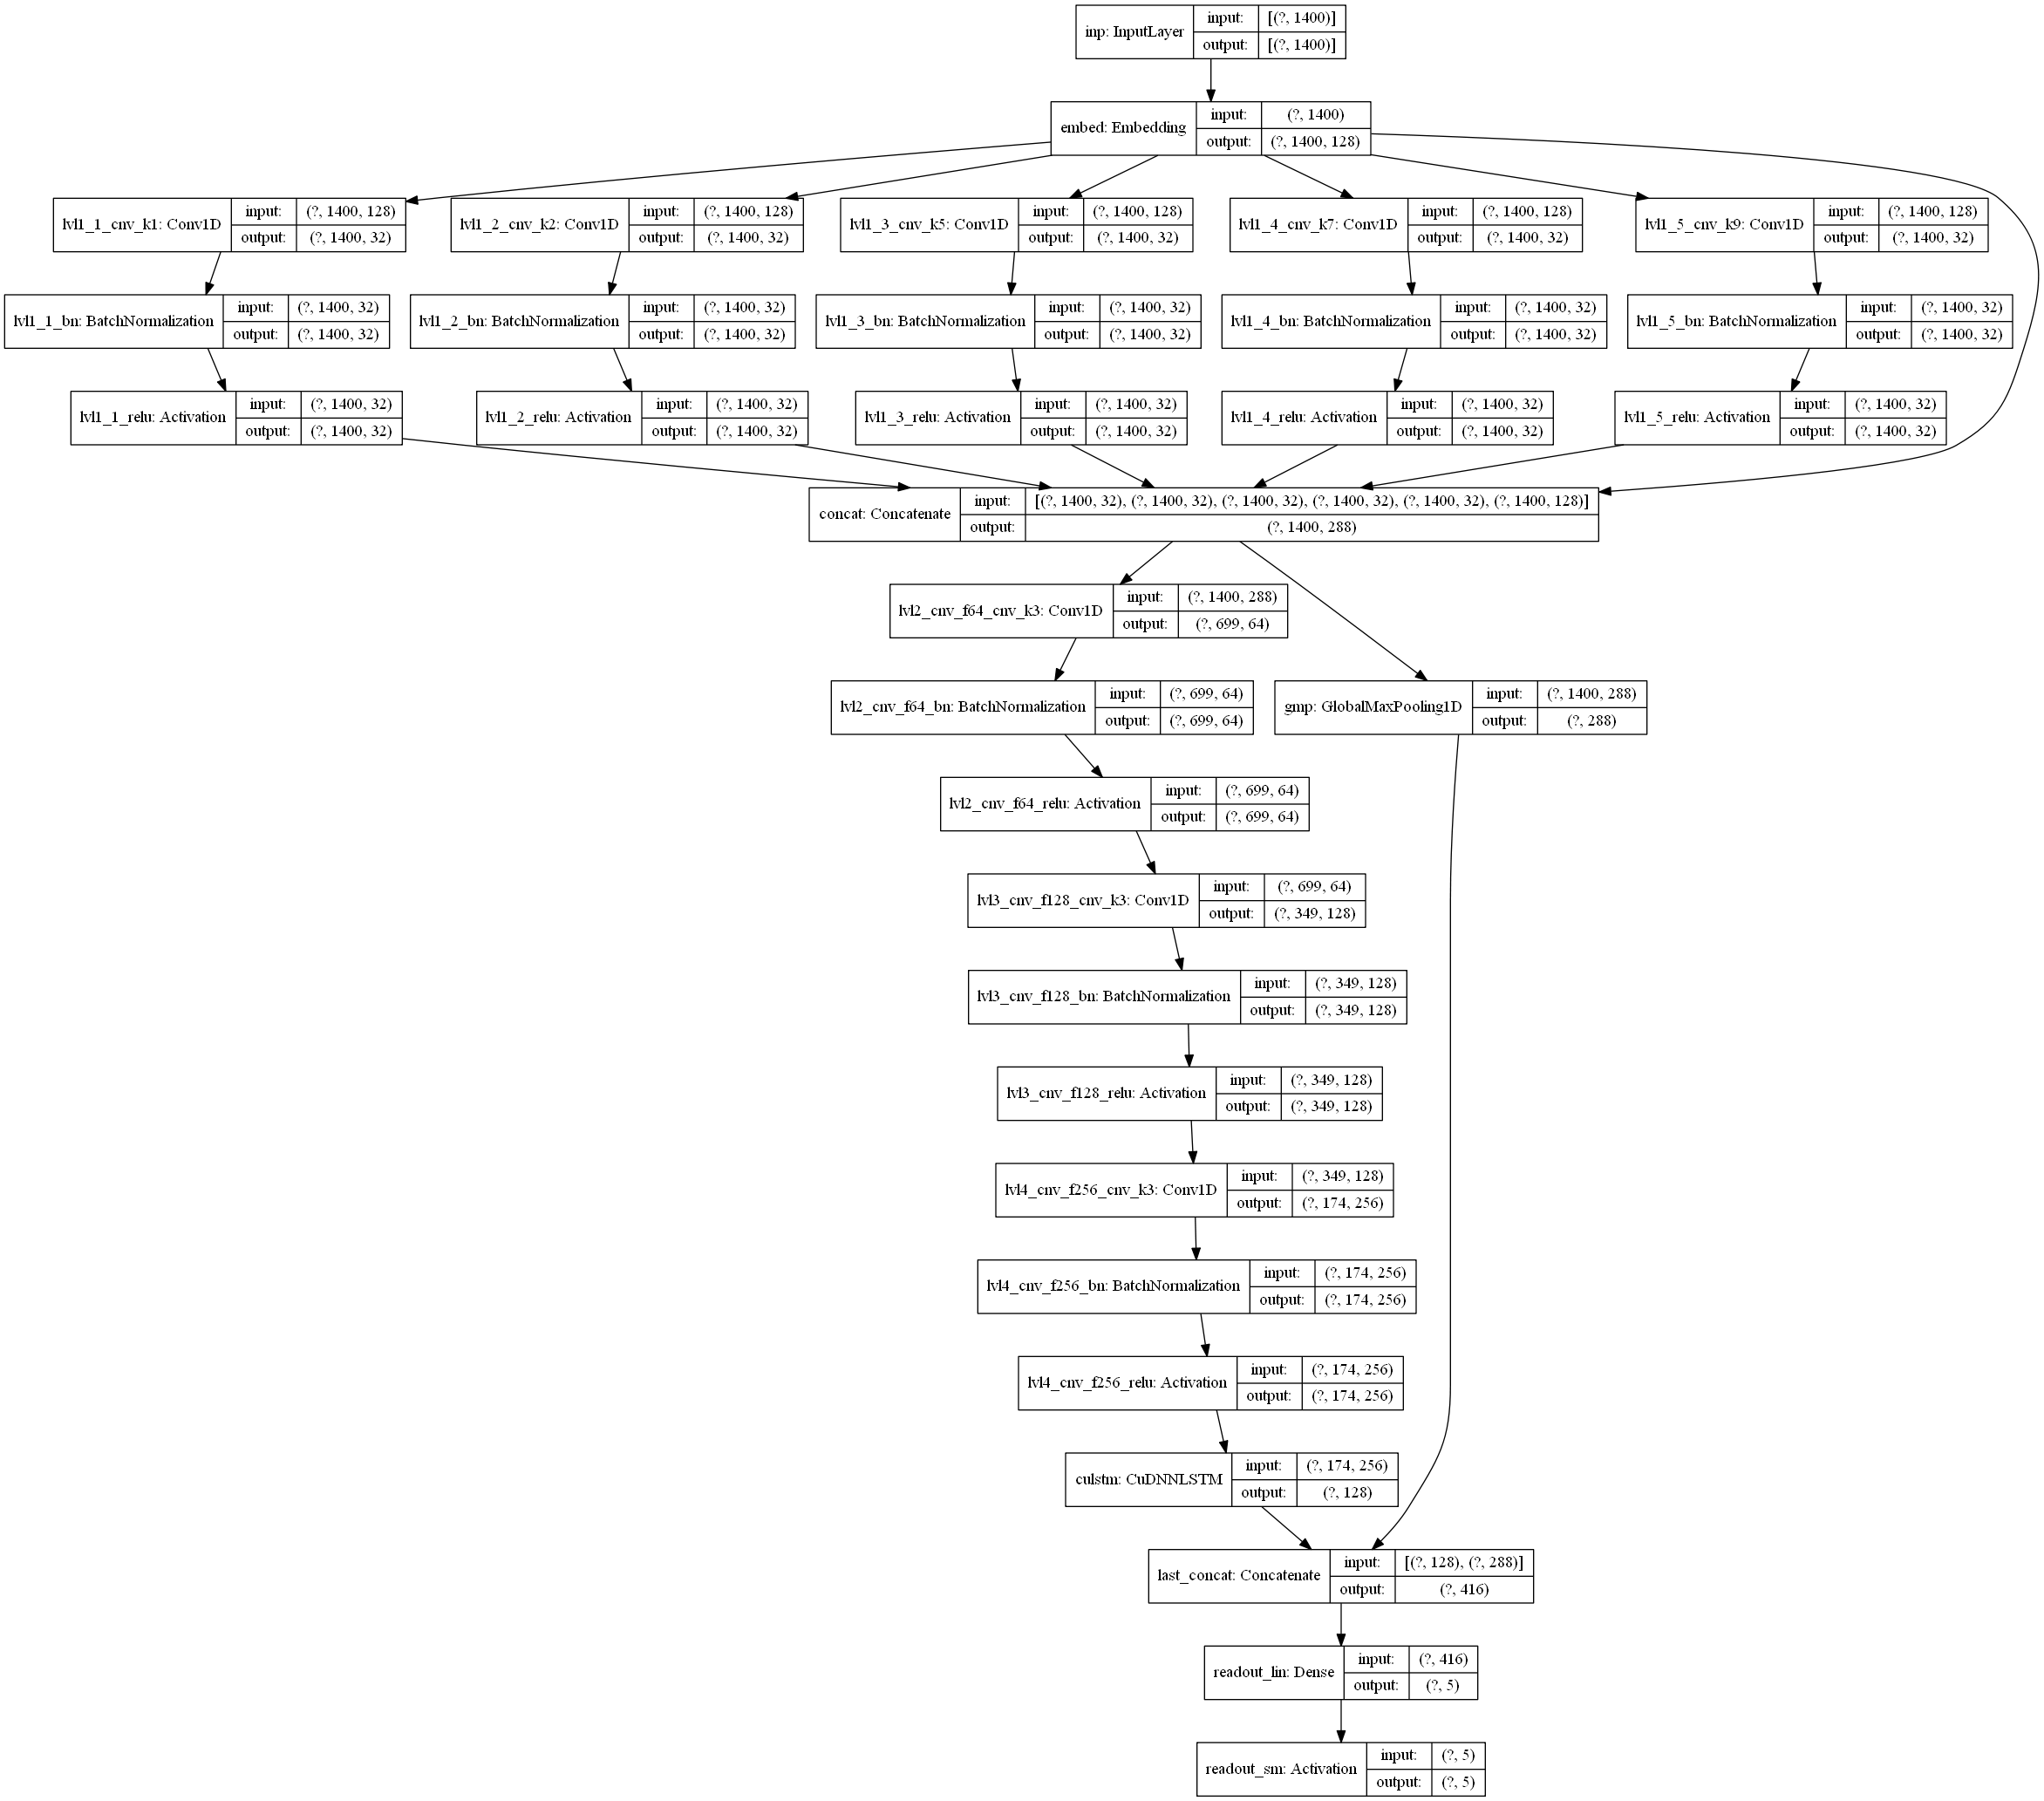 inp: InputLayer input: [(?, 1400)]
output: [(?, 1400)]
embed: Embedding input: (?, 1400)
output: (?, 1400, 128)
lvl1_1_cnv_k1: Conv1D input: (?, 1400, 128)
output: (?, 1400, 32)
lvl1_2_cnv_k2: Conv1D input: (?, 1400, 128)
output: (?, 1400, 32)
lvl1_3_cnv_k5: Conv1D input: (?, 1400, 128)
output: (?, 1400, 32)
lvl1_4_cnv_k7: Conv1D input: (?, 1400, 128)
output: (?, 1400, 32)
lvl1_5_cnv_k9: Conv1D input: (?, 1400, 128)
output: (?, 1400, 32)
lvl1_1_bn: BatchNormalization input: (?, 1400, 32)
output: (?, 1400, 32)
lvl1_2_bn: BatchNormalization input: (?, 1400, 32)
output: (?, 1400, 32)
lvl1_3_bn: BatchNormalization input: (?, 1400, 32)
output: (?, 1400, 32)
lvl1_4_bn: BatchNormalization input: (?, 1400, 32)
output: (?, 1400, 32)
lvl1_5_bn: BatchNormalization input: (?, 1400, 32)
output: (?, 1400, 32)
lvl1_1_relu: Activation input: (?, 1400, 32)
output: (?, 1400, 32)
lvl1_2_relu: Activation input: (?, 1400, 32)
output: (?, 1400, 32)
lvl1_3_relu: Activation input: (?, 1400, 32)
output: (?, 1400, 32)
lvl1_4_relu: Activation input: (?, 1400, 32)
output: (?, 1400, 32)
lvl1_5_relu: Activation input: (?, 1400, 32)
output: (?, 1400, 32)
concat: Concatenate input: [(?, 1400, 32), (?, 1400, 32), (?, 1400, 32), (?, 1400, 32), (?, 1400, 32), (?, 1400, 128)]
output: (?, 1400, 288)
lvl2_cnv_f64_cnv_k3: Conv1D input: (?, 1400, 288)
output: (?, 699, 64)
lvl2_cnv_f64_bn: BatchNormalization input: (?, 699, 64)
output: (?, 699, 64)
gmp: GlobalMaxPooling1D input: (?, 1400, 288)
output: (?, 288)
lvl2_cnv_f64_relu: Activation input: (?, 699, 64)
output: (?, 699, 64)
lvl3_cnv_f128_cnv_k3: Conv1D input: (?, 699, 64)
output: (?, 349, 128)
lvl3_cnv_f128_bn: BatchNormalization input: (?, 349, 128)
output: (?, 349, 128)
lvl3_cnv_f128_relu: Activation input: (?, 349, 128)
output: (?, 349, 128)
lvl4_cnv_f256_cnv_k3: Conv1D input: (?, 349, 128)
output: (?, 174, 256)
lvl4_cnv_f256_bn: BatchNormalization input: (?, 174, 256)
output: (?, 174, 256)
lvl4_cnv_f256_relu: Activation input: (?, 174, 256)
output: (?, 174, 256)
culstm: CuDNNLSTM input: (?, 174, 256)
output: (?, 128)
last_concat: Concatenate input: [(?, 128), (?, 288)]
output: (?, 416)
readout_lin: Dense input: (?, 416)
output: (?, 5)
readout_sm: Activation input: (?, 5)
output: (?, 5)